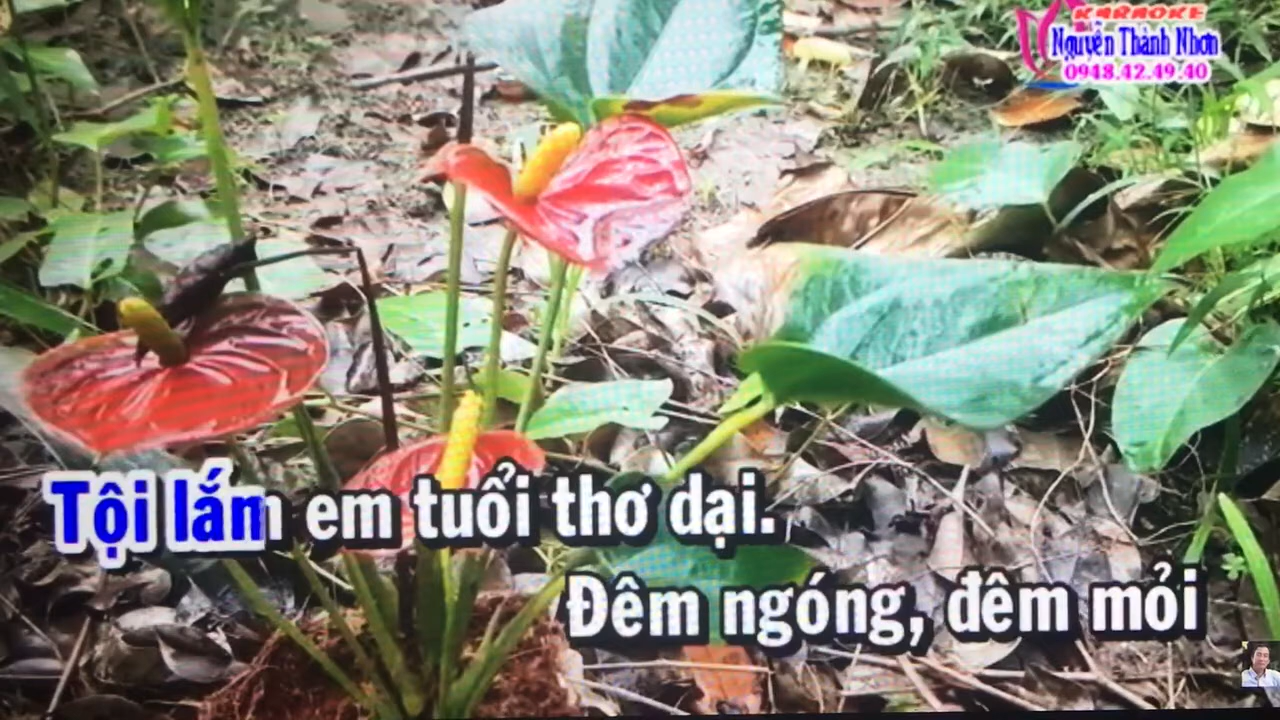 KARAOKE
Nguyễn Thành Nhơn
0948.42.49.40
Tội lắm em tuổi thơ dại.
Đêm ngóng, đêm mỏi